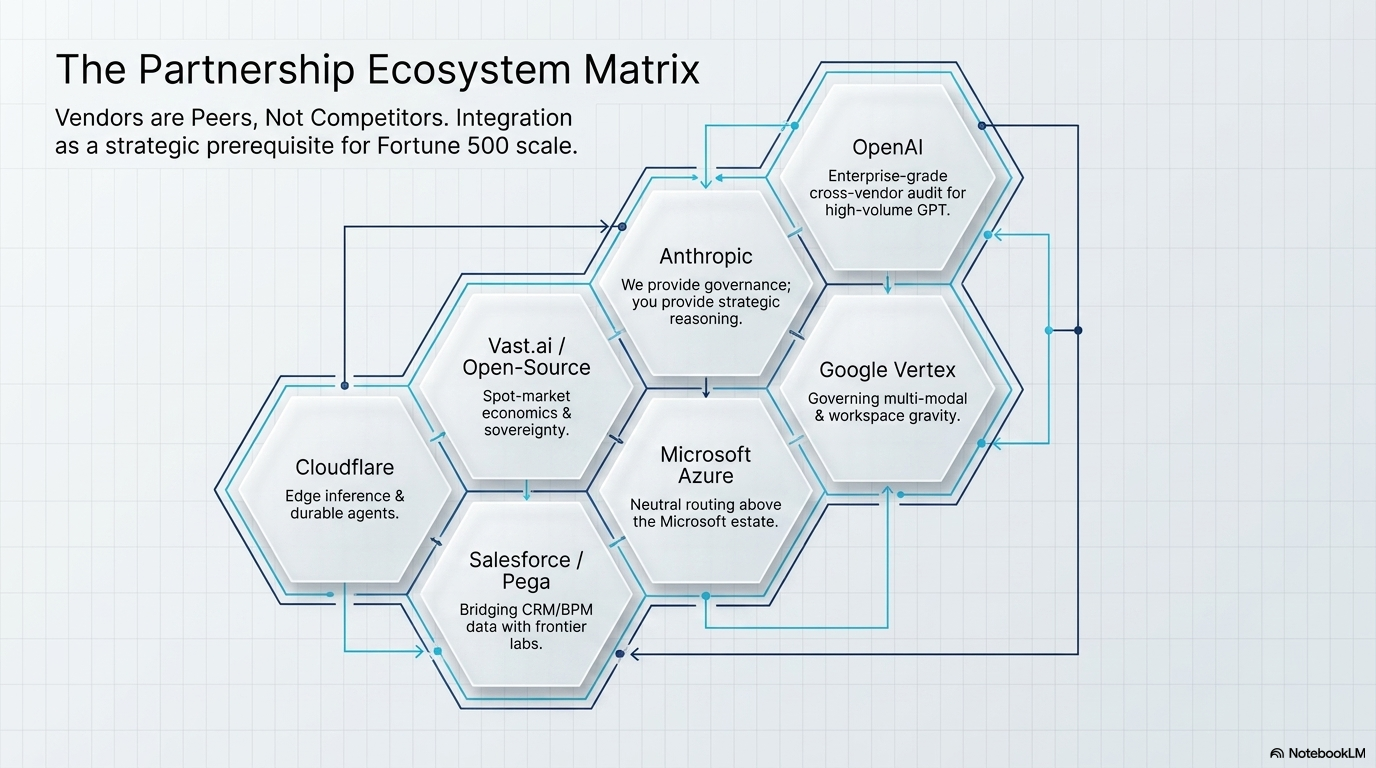 The Partnership Ecosystem Matrix
Vendors are Peers, Not Competitors. Integration
as a strategic prerequisite for Fortune 500 scale.
OpenAI
Enterprise-grade
cross-vendor audit for
high-volume GPT.
Anthropic
We provide governance;
you provide strategic
reasoning.
Vast.ai /
Open-Source
Spot-market
economics &
sovereignty.
Google Vertex
Governing multi-modal
& workspace gravity.
Cloudflare
Edge inference &
durable agents.
Microsoft
Azure
Neutral routing above
the Microsoft estate.
Salesforce /
Pega
Bridging CRM/BPM
data with frontier
labs.
NotebookLM